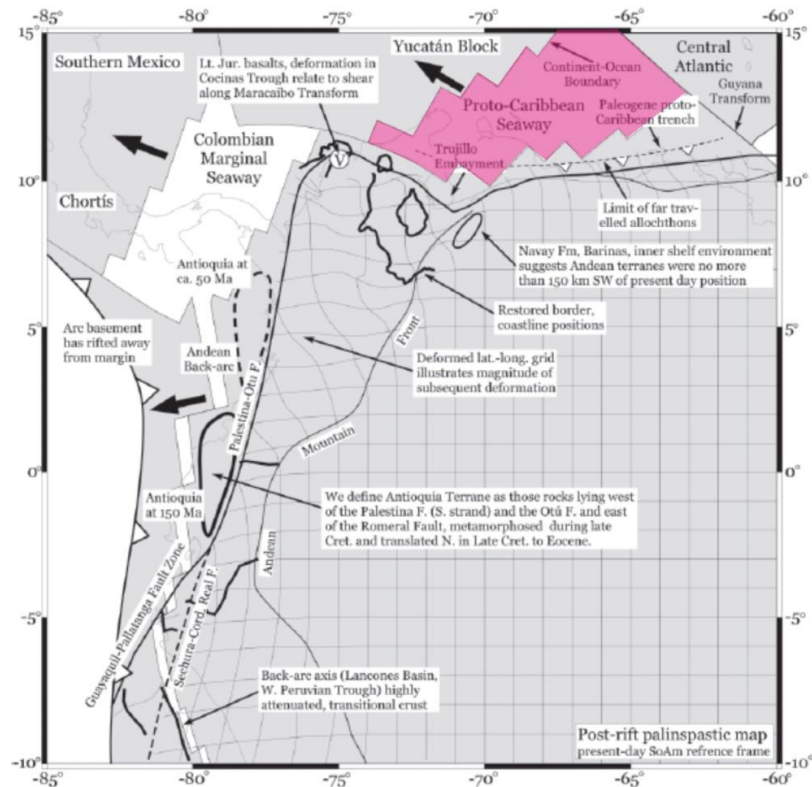 -85° -80° -75° -70° -65° -60°
15° 15°
Southern Mexico
Lt. Jur. basalts, deformation in
Cocinas Trough relate to shear
along Maracaibo Transform
Yucatán Block
Central
Atlantic
Continent-Ocean
Boundary
Guyana
Transform
Proto-Caribbean
Seaway
Paleogene proto-
Caribbean trench
Colombian
Marginal
Seaway
V
Trujillo
Embayment
10° 10°
Chortís
Limit of far trav-
elled allochthons
Antioquia at
ca. 50 Ma
Navay Fm, Barinas, inner shelf environment
suggests Andean terranes were no more
than 150 km SW of present day position
Restored border,
coastline positions
5° 5°
Arc basement
has rifted away
from margin
Andean
Back-arc
Front
Deformed lat.-long. grid
illustrates magnitude of
subsequent deformation
Palestina-Otu F.
Mountain
0° 0°
Antioquia
at 150 Ma
We define Antioquia Terrane as those rocks lying west
of the Palestina F. (S. strand) and the Otú F. and east
of the Romeral Fault, metamorphosed during late
Cret. and translated N. in Late Cret. to Eocene.
Andean
-5° -5°
Guayaquil-Pallatanga Fault Zone
Sechura-Cord. Real F.
Back-arc axis (Lancones Basin,
W. Peruvian Trough) highly
attenuated, transitional crust
Post-rift palinspastic map
present-day SoAm refrence frame
-10° -10°
-85° -80° -75° -70° -65° -60°